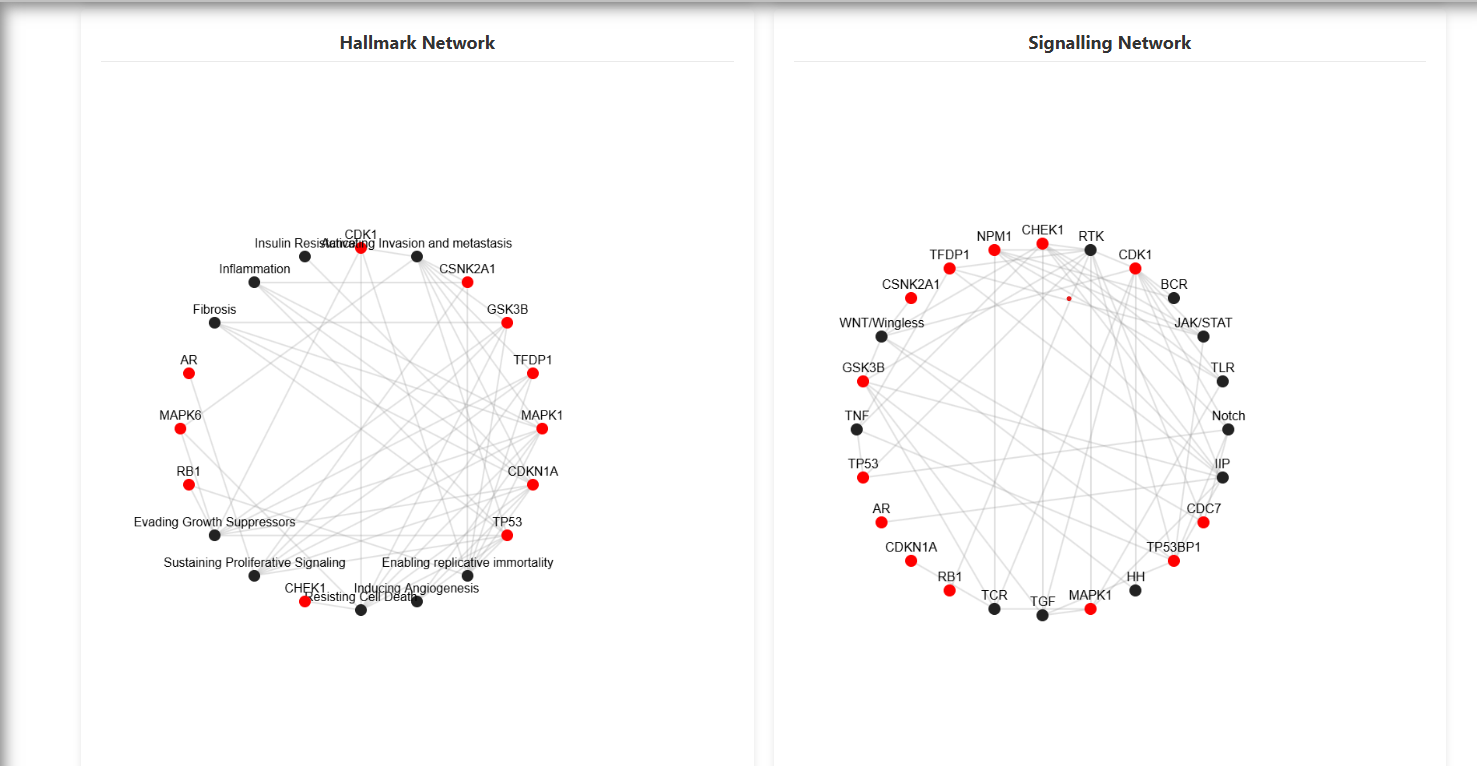 Hallmark Network
CDK1
Insulin Resistance
Activating Invasion and metastasis
Inflammation
CSNK2A1
Fibrosis
GSK3B
AR
TFDP1
MAPK6
MAPK1
RB1
CDKN1A
Evading Growth Suppressors
TP53
Sustaining Proliferative Signaling
Enabling replicative immortality
CHEK1
Inducing Angiogenesis
Resisting Cell Death
Signalling Network
NPM1
CHEK1
RTK
TFDP1
CDK1
CSNK2A1
BCR
WNT/Wingless
JAK/STAT
GSK3B
TLR
TNF
Notch
TP53
IIP
AR
CDC7
CDKN1A
TP53BP1
RB1
HH
TCR
TGF
MAPK1